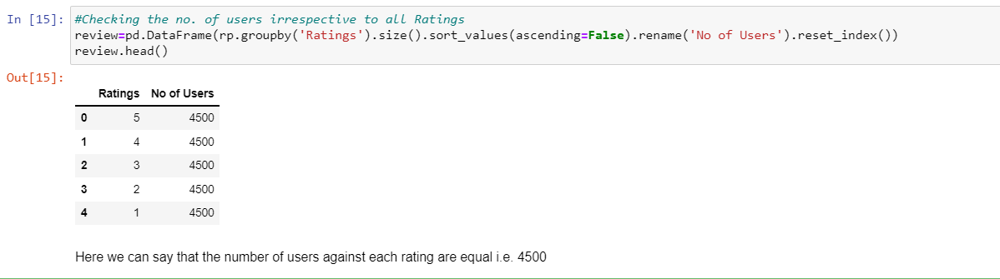 In [15]: #Checking the no. of users irrespective to all Ratings
review=pd.DataFrame(rp.groupby('Ratings').size().sort_values(ascending=False).rename('No of Users').reset_index())
review.head()
Out[15]:
Ratings No of Users
0 5 4500
1 4 4500
2 3 4500
3 2 4500
4 1 4500
Here we can say that the number of users against each rating are equal i.e. 4500